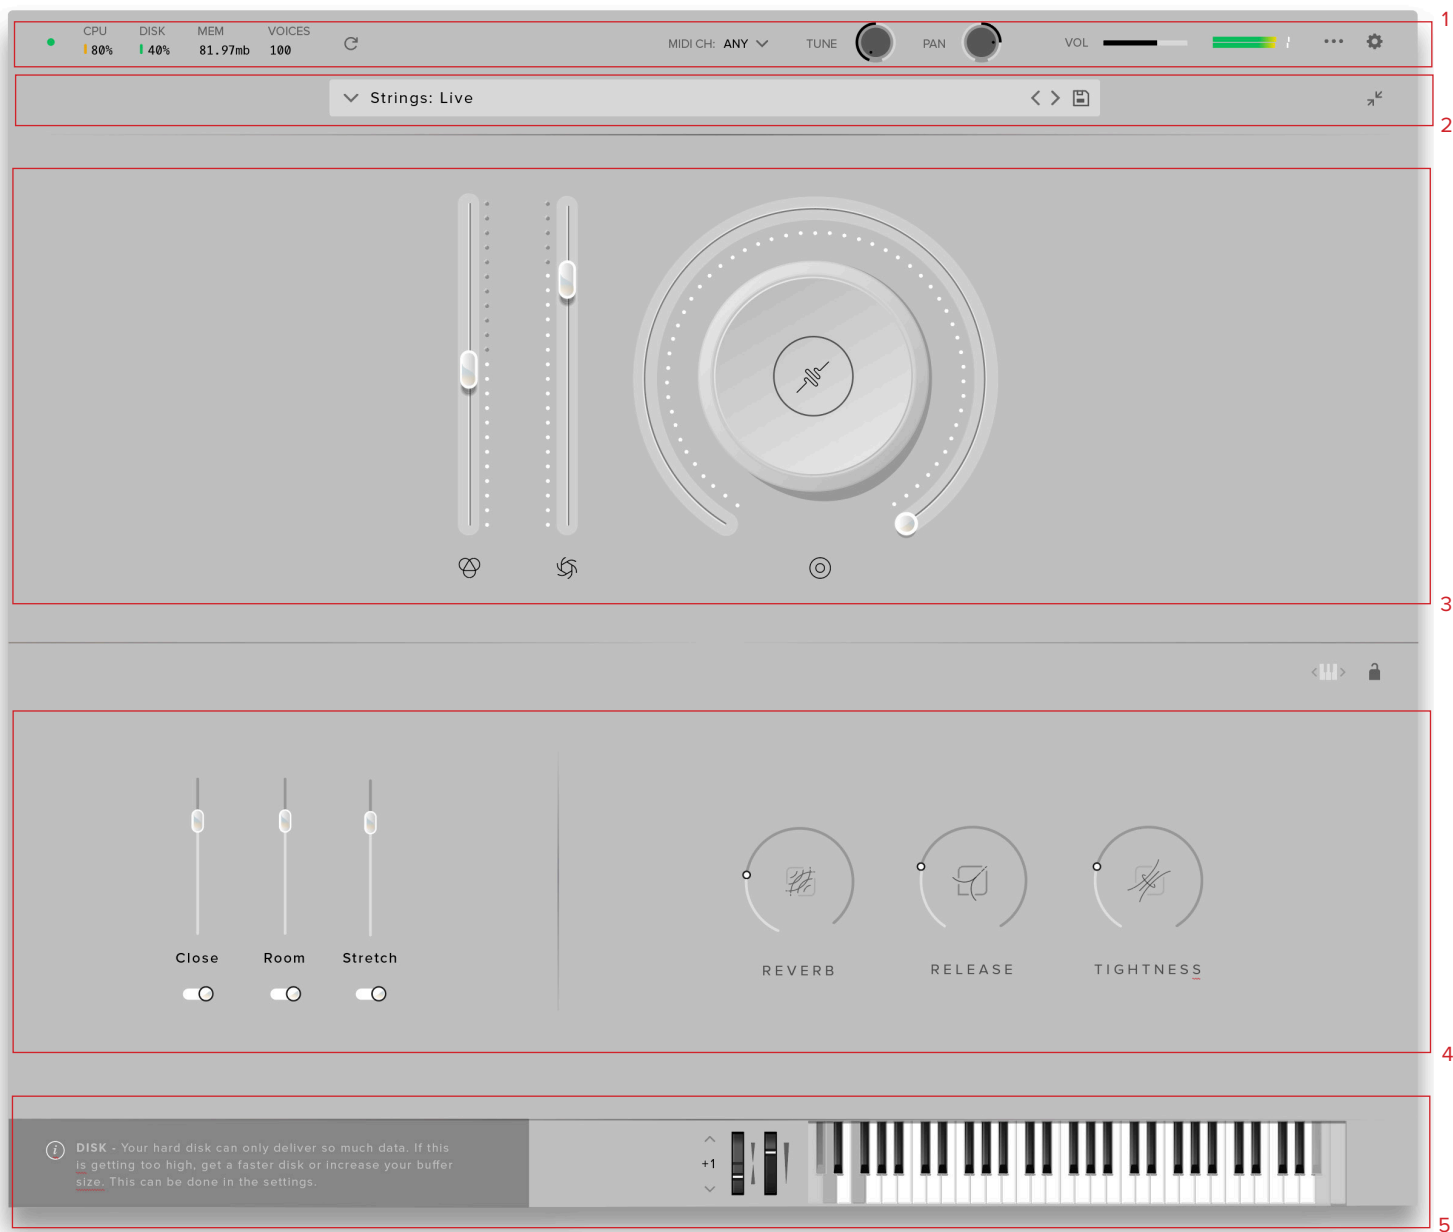 CPU DISK MEM VOICES
80% 40% 81.97mb 100
MIDI CH: ANY TUNE PAN VOL
1
Strings: Live
2
3
Close Room Stretch
REVERB RELEASE TIGHTNESS
4
DISK - Your hard disk can only deliver so much data. If this
is getting too high, get a faster disk or increase your buffer
size. This can be done in the settings.
+1
5